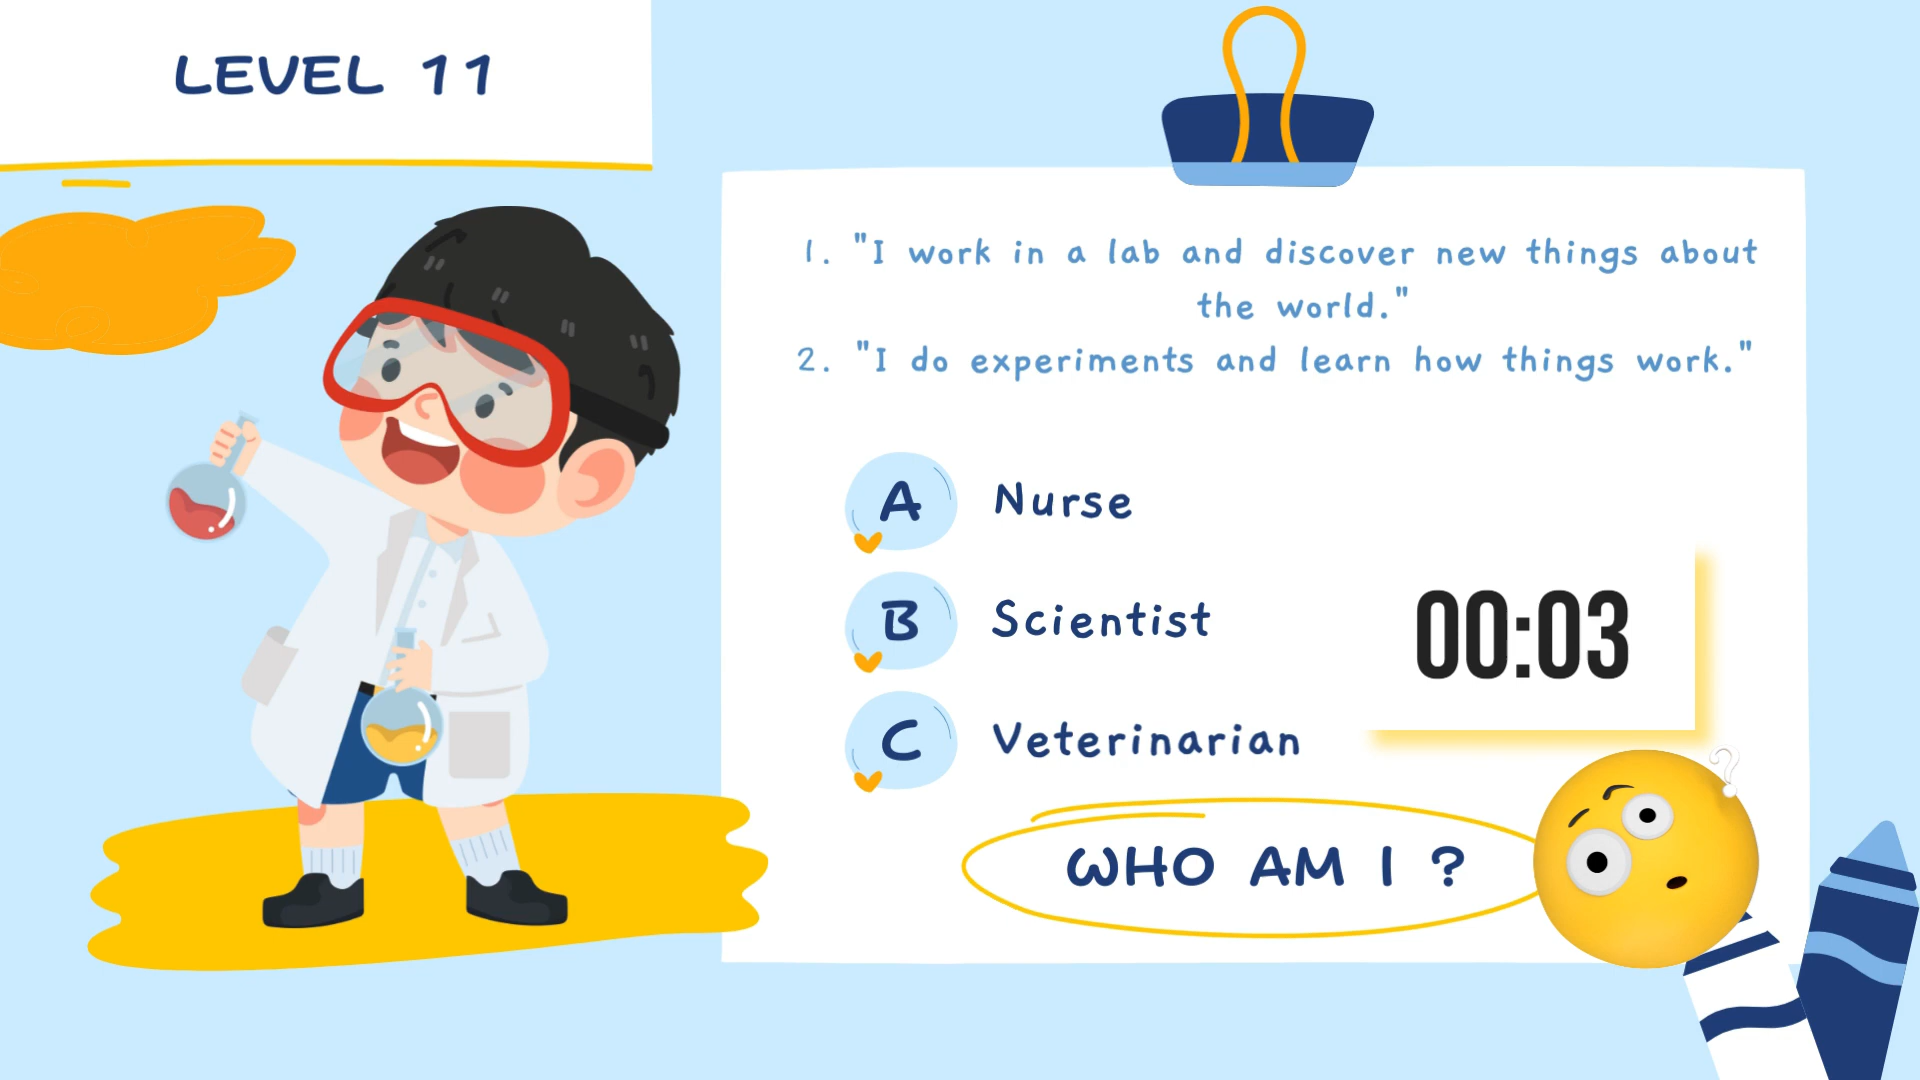 LEVEL 11
1. "I work in a lab and discover new things about
the world."
2. "I do experiments and learn how things work."
A Nurse
B Scientist
00:03
C Veterinarian
WHO AM I ?
?